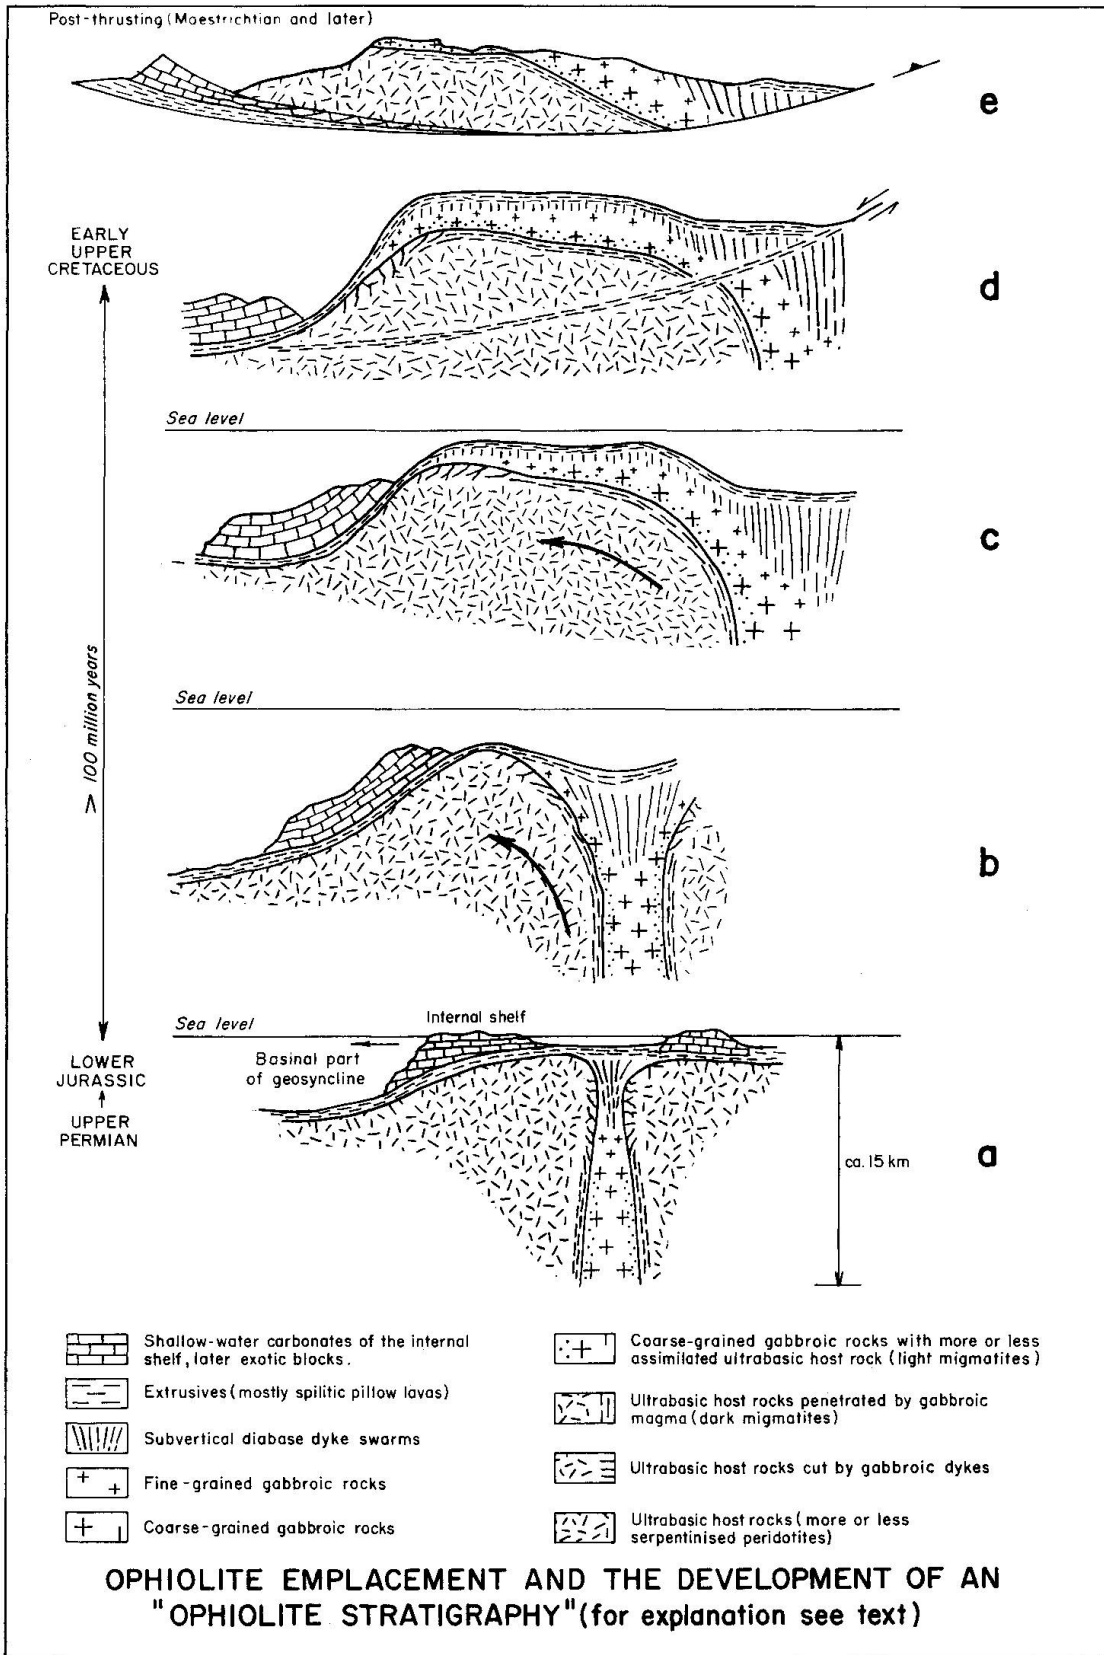 Post-thrusting (Maestrichtian and later)
e
EARLY
UPPER
CRETACEOUS
d
Sea level
c
> 100 million years
Sea level
b
Sea level
Internal shelf
Basinal part
of geosyncline
LOWER
JURASSIC
UPPER
PERMIAN
a
ca. 15 km
Shallow-water carbonates of the internal
shelf, later exotic blocks.
Extrusives (mostly spilitic pillow lavas)
Subvertical diabase dyke swarms
Fine-grained gabbroic rocks
Coarse-grained gabbroic rocks
Coarse-grained gabbroic rocks with more or less
assimilated ultrabasic host rock (light migmatites)
Ultrabasic host rocks penetrated by gabbroic
magma (dark migmatites)
Ultrabasic host rocks cut by gabbroic dykes
Ultrabasic host rocks (more or less
serpentinised peridotites)
OPHIOLITE EMPLACEMENT AND THE DEVELOPMENT OF AN
"OPHIOLITE STRATIGRAPHY" (for explanation see text)